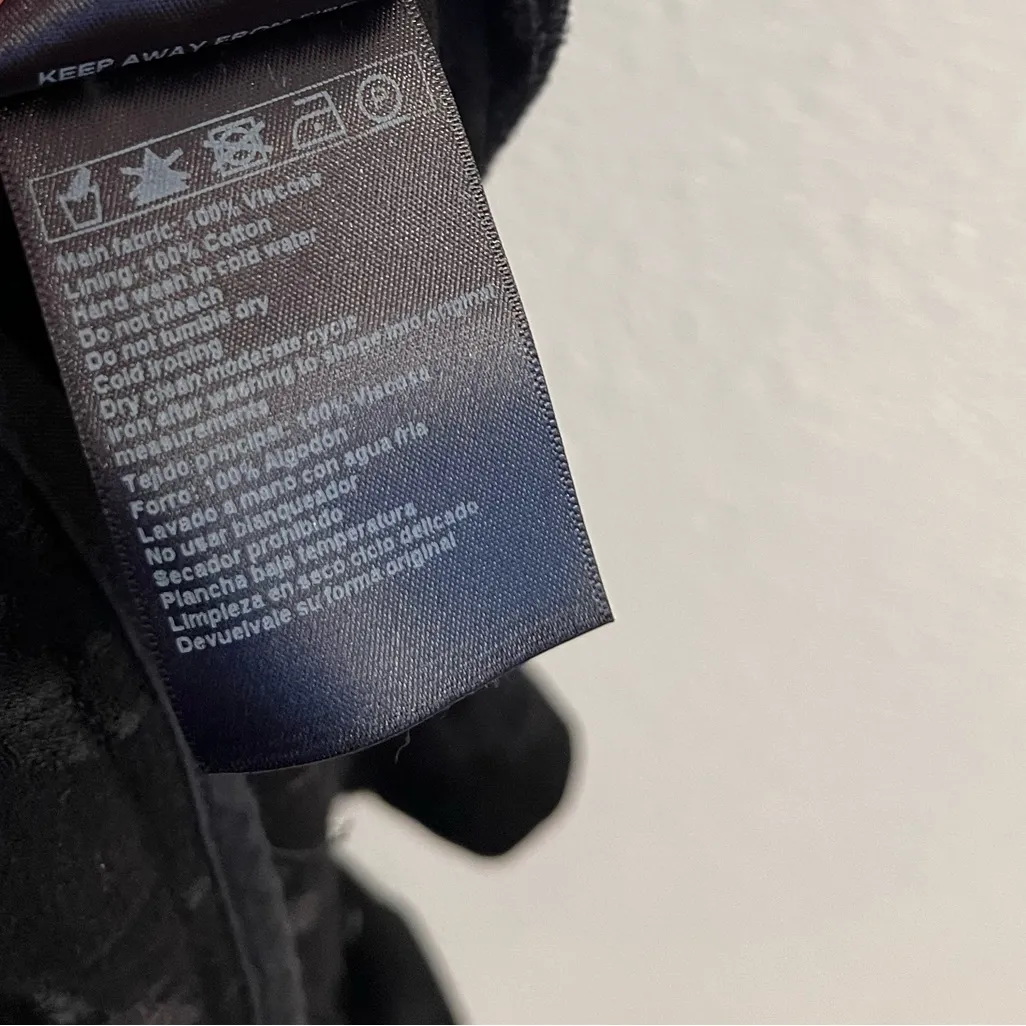 KEEP AWAY FROM FIRE
P
Main fabric: 100% Viscose
Lining: 100% Cotton
Hand wash in cold water
Do not bleach
Do not tumble dry
Cold ironing
Dry clean moderate cycle
Iron after washing to shape into original
measurements
Tejido principal: 100% Viscosa
Forro: 100% Algodón
Lavado a mano con agua fria
No usar blanqueador
Secador prohibido
Plancha baja temperatura
Limpieza en seco ciclo delicado
Devuelvale su forma original